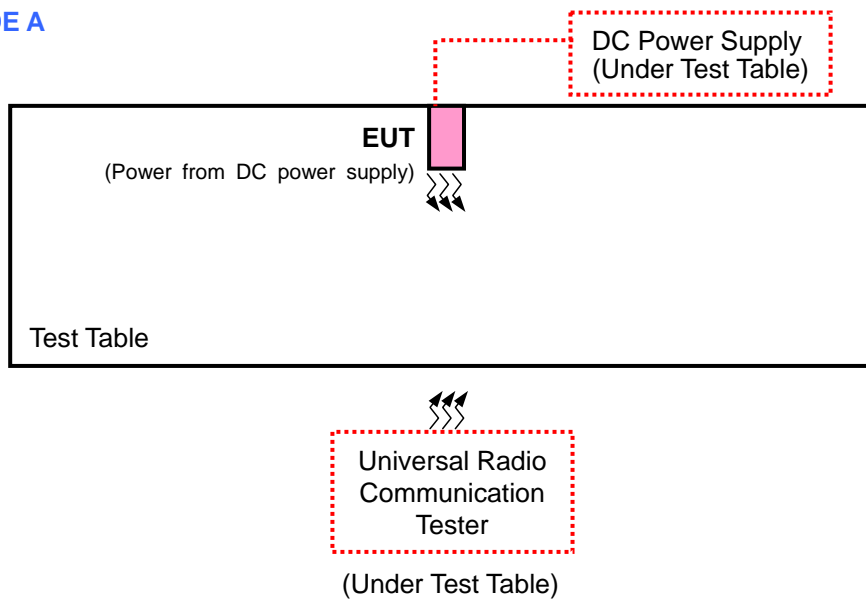 E A
DC Power Supply
(Under Test Table)
EUT
(Power from DC power supply)
Test Table
Universal Radio
Communication
Tester
(Under Test Table)